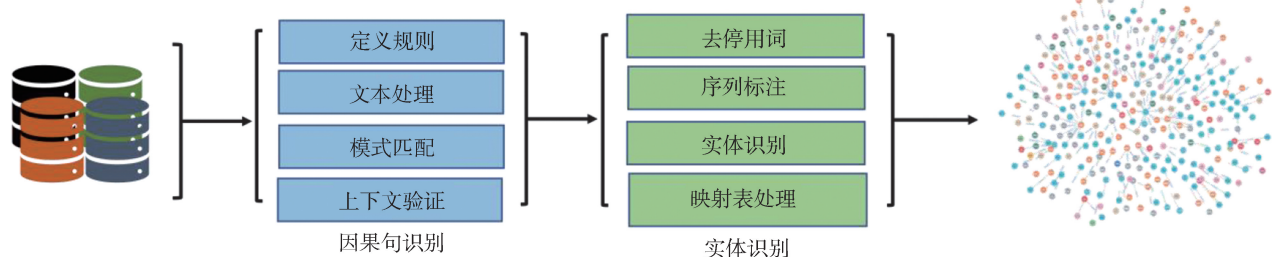 定义规则
文本处理
模式匹配
上下文验证
因果句识别
去停用词
序列标注
实体识别
映射表处理
实体识别